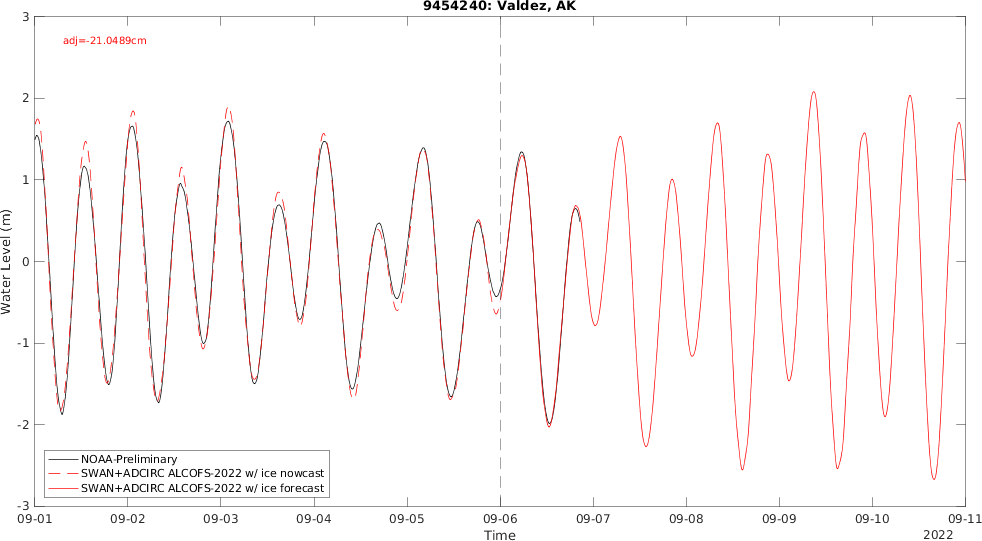 9454240: Valdez, AK
adj=-21.0489cm
Water Level (m)
3
2
1
0
-1
-2
-3
NOAA-Preliminary
SWAN+ADCIRC ALCOFS-2022 w/ ice nowcast
SWAN+ADCIRC ALCOFS-2022 w/ ice forecast
09-01 09-02 09-03 09-04 09-05 09-06 09-07 09-08 09-09 09-10 09-11
Time
2022